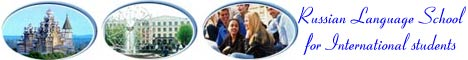 Russian Language School
for International students